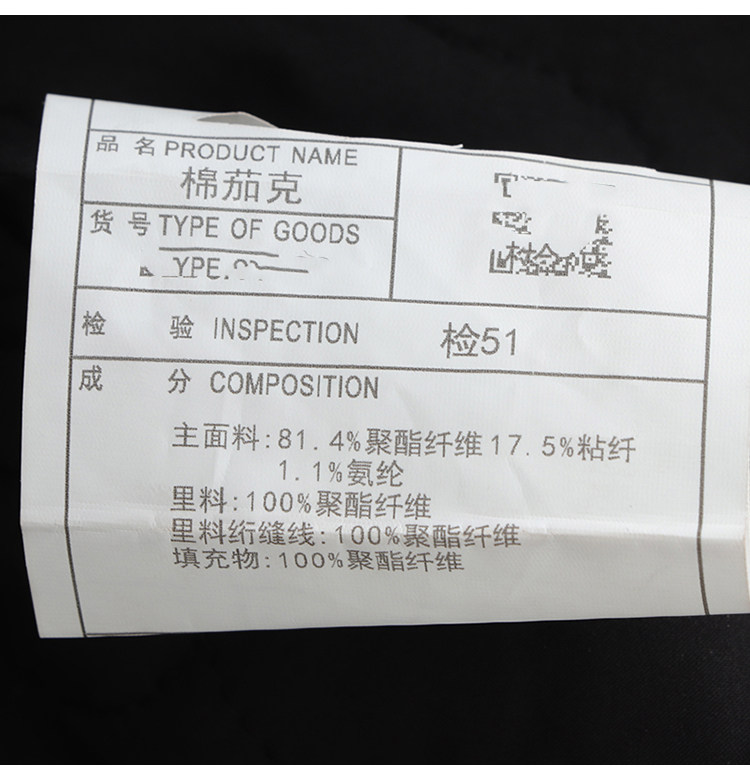 品 名 PRODUCT NAME
棉茄克
货 号 TYPE OF GOODS
检 验 INSPECTION 检51
成 分 COMPOSITION
主面料:81.4%聚酯纤维17.5%粘纤
1.1%氨纶
里料:100%聚酯纤维
里料绗缝线:100%聚酯纤维
填充物:100%聚酯纤维